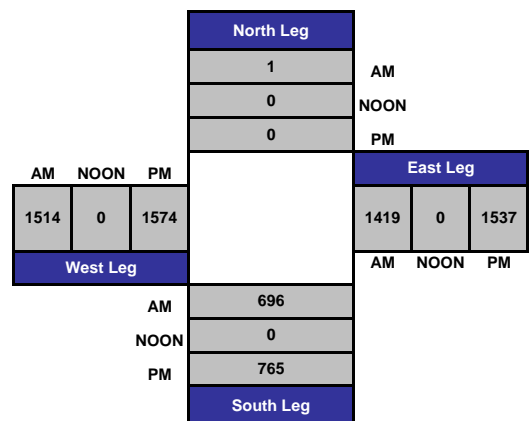 North Leg
1 AM
0 NOON
0 PM
AM NOON PM
East Leg
1514 0 1574
1419 0 1537
West Leg
AM NOON PM
AM 696
NOON 0
PM 765
South Leg